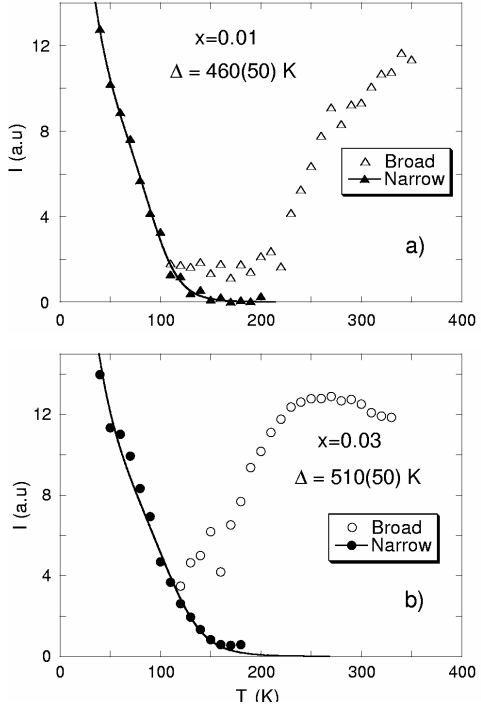 12
8
4
0
I (a.u)
x=0.01
Δ = 460(50) K
Broad
Narrow
a)
0 100 200 300 400
12
8
4
0
I (a.u)
x=0.03
Δ = 510(50) K
Broad
Narrow
b)
0 100 200 300 400
T (K)